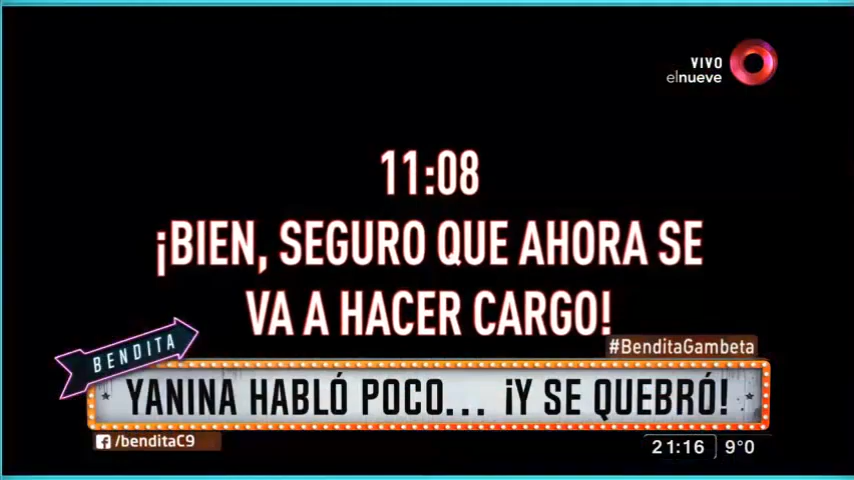 VIVO
elnueve
11:08
¡BIEN, SEGURO QUE AHORA SE
VA A HACER CARGO!
BENDITA
#BenditaGambeta
YANINA HABLÓ POCO... ¡Y SE QUEBRÓ!
/benditaC9
21:16 9°0